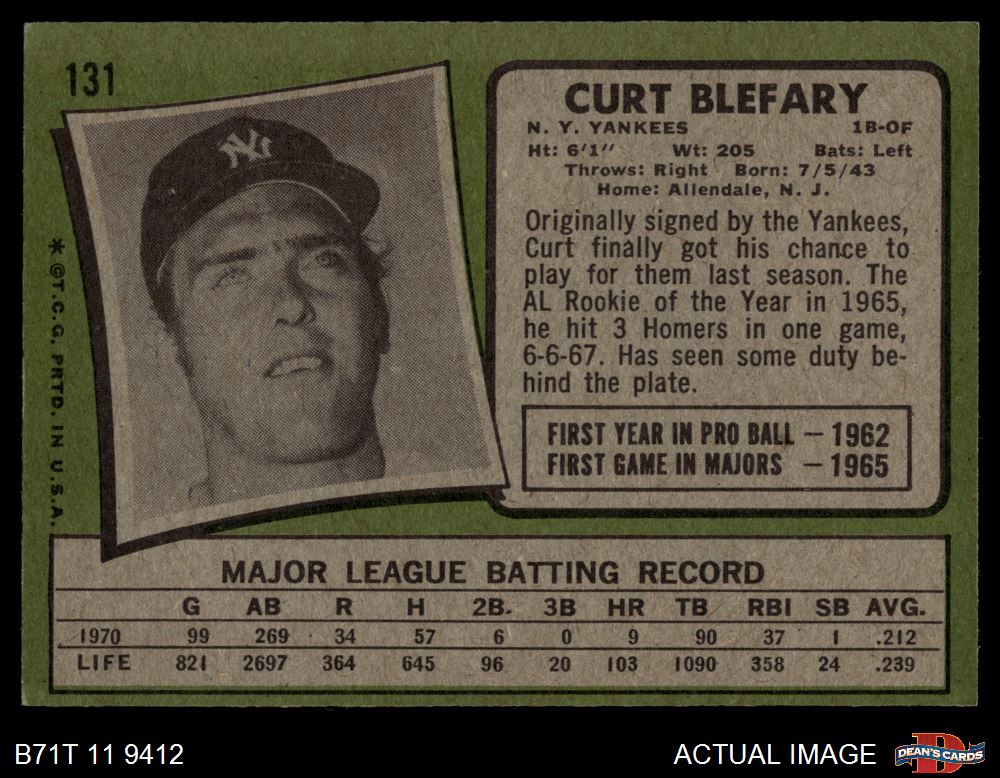 131
CURT BLEFARY
N. Y. YANKEES 1B-OF
Ht: 6'1" Wt: 205 Bats: Left
Throws: Right Born: 7/5/43
Home: Allendale, N. J.
Originally signed by the Yankees,
Curt finally got his chance to
play for them last season. The
AL Rookie of the Year in 1965,
he hit 3 Homers in one game,
6-6-67. Has seen some duty be-
hind the plate.
FIRST YEAR IN PRO BALL — 1962
FIRST GAME IN MAJORS — 1965
NY
* ©T.C.G. PRTD. IN U.S.A.
MAJOR LEAGUE BATTING RECORD
G AB R H 2B. 3B HR TB RBI SB AVG.
1970 99 269 34 57 6 0 9 90 37 1 .212
LIFE 821 2697 364 645 96 20 103 1090 358 24 .239
B71T 11 9412
ACTUAL IMAGE
DEAN'S CARDS